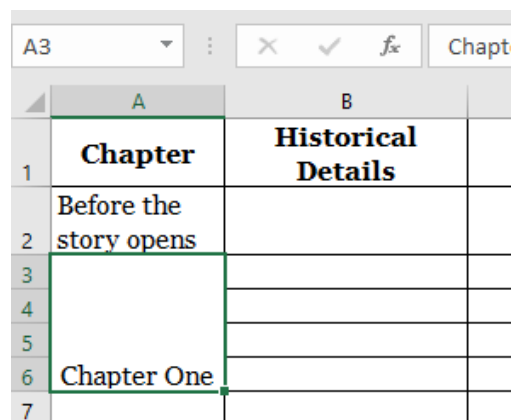 A3 fx Chapt
A B
1 Chapter Historical Details
2 Before the story opens
3
4
5
6 Chapter One
7